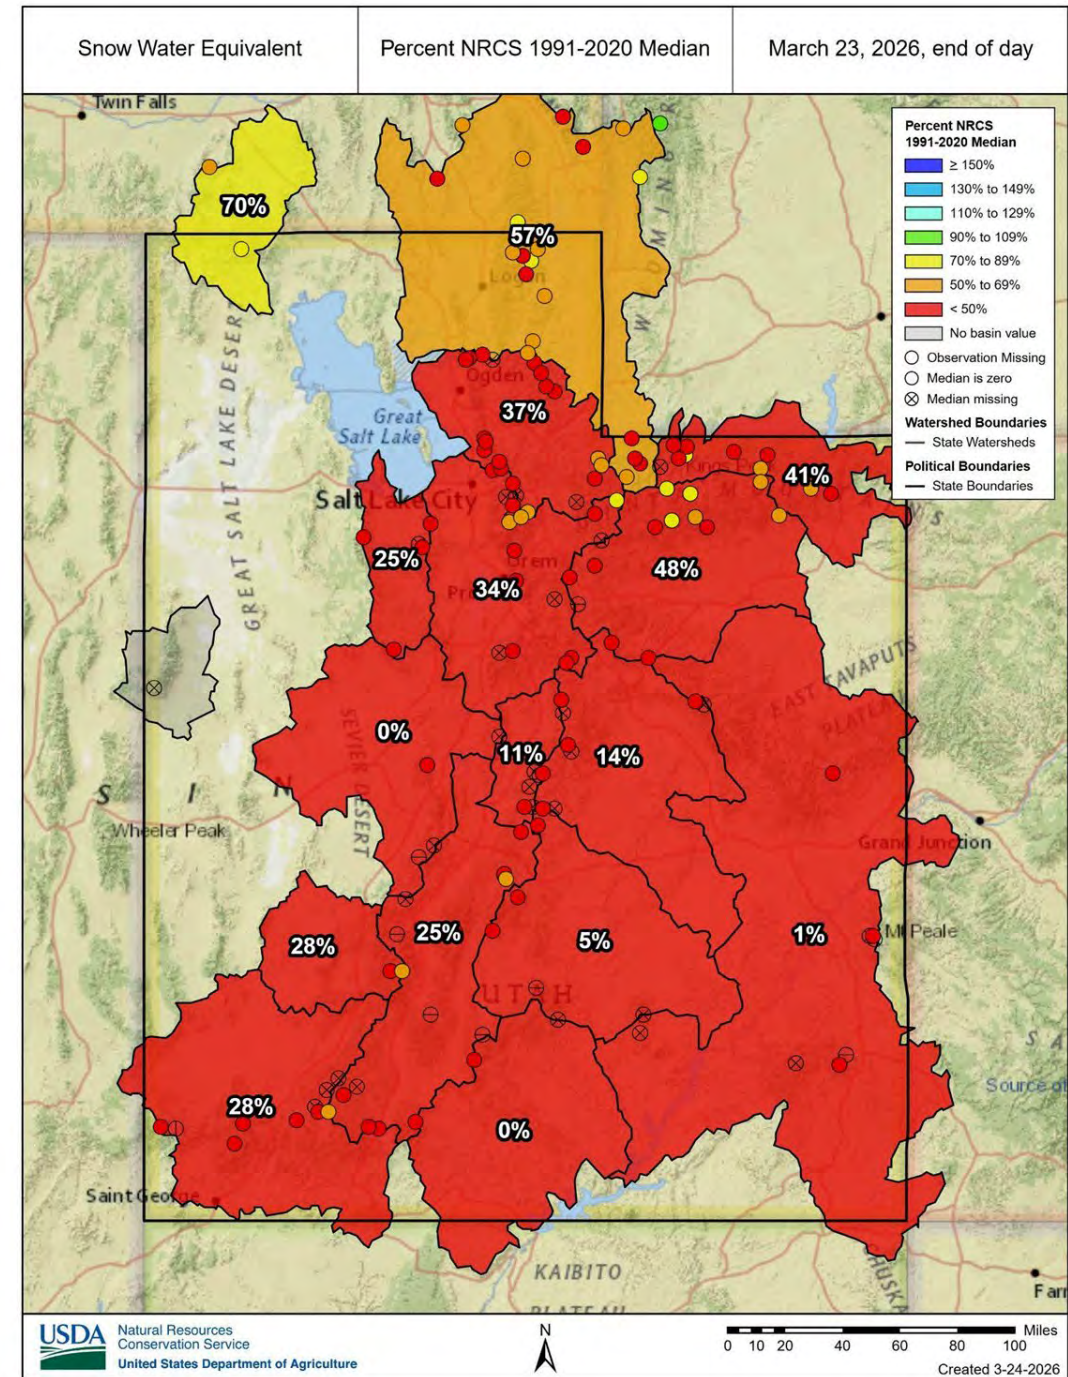 Snow Water Equivalent
Percent NRCS 1991-2020 Median
March 23, 2026, end of day
Twin Falls
Percent NRCS
1991-2020 Median
≥ 150%
130% to 149%
110% to 129%
90% to 109%
70% to 89%
50% to 69%
< 50%
No basin value
Observation Missing
Median is zero
Median missing
Watershed Boundaries
State Watersheds
Political Boundaries
State Boundaries
70%
57%
Logan
GREAT SALT LAKE DESERT
Ogden
37%
Great
Salt Lake
Salt Lake City
Kings Peak
41%
25%
Orem
34%
48%
EAST TAVAPUTS
PLATEAU
SEVIER DESERT
0%
11%
14%
Wheeler Peak
Grand Junction
28%
25%
5%
1%
Mt Peale
UTAH
28%
0%
Source of
Saint George
KAIBITO
PLATEAU
USDA
Natural Resources
Conservation Service
United States Department of Agriculture
N
Miles
0 10 20 40 60 80 100
Created 3-24-2026